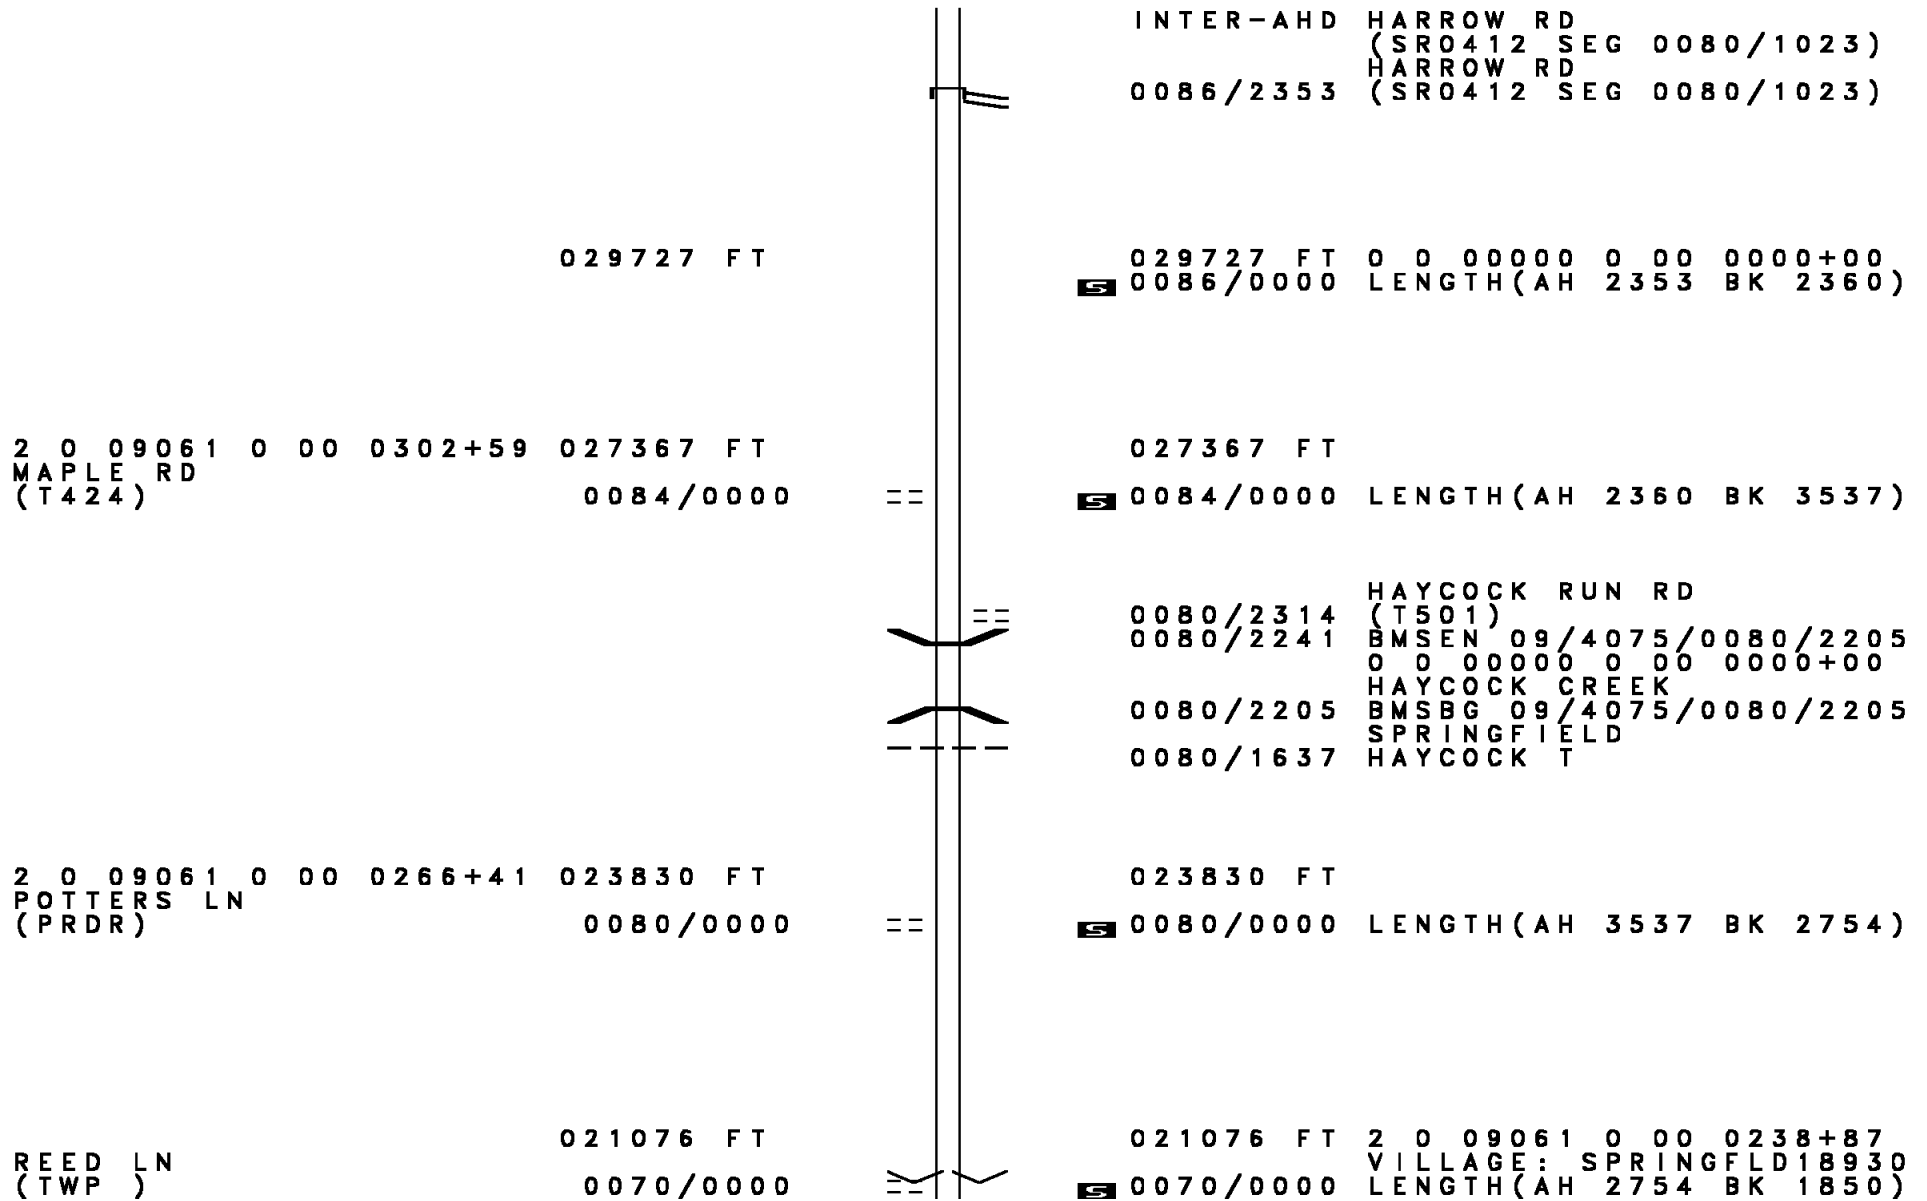 INTER-AHD HARROW RD
(SR0412 SEG 0080/1023)
HARROW RD
0086/2353 (SR0412 SEG 0080/1023)
029727 FT 029727 FT 0 0 00000 0 00 0000+00
S 0086/0000 LENGTH(AH 2353 BK 2360)
2 0 09061 0 00 0302+59 027367 FT 027367 FT
MAPLE RD
(T424) 0084/0000 S 0084/0000 LENGTH(AH 2360 BK 3537)
HAYCOCK RUN RD
0080/2314 (T501)
0080/2241 BMSEN 09/4075/0080/2205
0 0 00000 0 00 0000+00
HAYCOCK CREEK
0080/2205 BMSBG 09/4075/0080/2205
SPRINGFIELD
0080/1637 HAYCOCK T
2 0 09061 0 00 0266+41 023830 FT 023830 FT
POTTERS LN
(PRDR) 0080/0000 S 0080/0000 LENGTH(AH 3537 BK 2754)
021076 FT 021076 FT 2 0 09061 0 00 0238+87
REED LN VILLAGE: SPRINGFLD18930
(TWP ) 0070/0000 S 0070/0000 LENGTH(AH 2754 BK 1850)